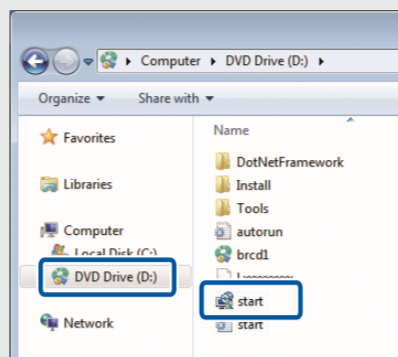 Computer ▸ DVD Drive (D:) ▸
Organize ▾ Share with ▾
Favorites
Libraries
Computer
Local Disk (C:)
DVD Drive (D:)
Network
Name
DotNetFramework
Install
Tools
autorun
brcd1
start
start